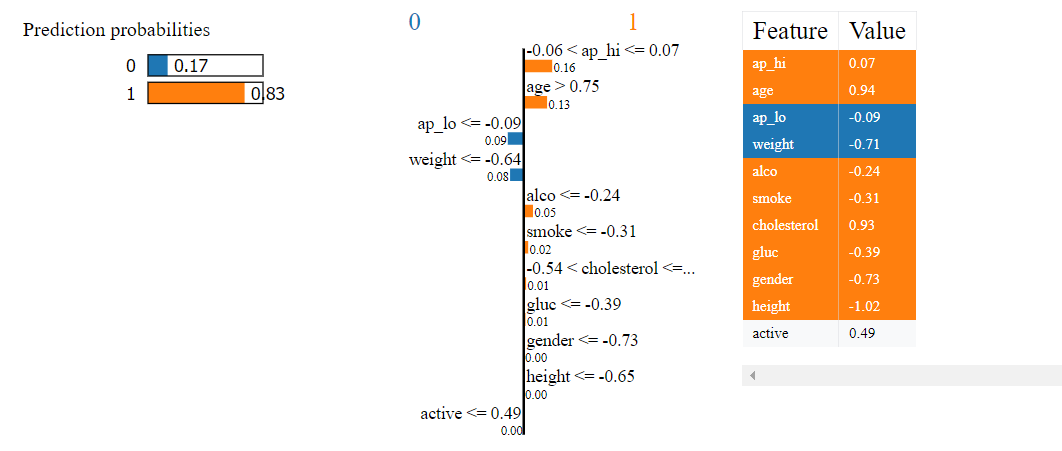 Prediction probabilities
0 0.17
1 0.83
0 1
-0.06 < ap_hi <= 0.07
0.16
age > 0.75
0.13
ap_lo <= -0.09
0.09
weight <= -0.64
0.08
alco <= -0.24
0.05
smoke <= -0.31
0.02
-0.54 < cholesterol <=...
0.01
gluc <= -0.39
0.01
gender <= -0.73
0.00
height <= -0.65
0.00
active <= 0.49
0.00
Feature Value
ap_hi 0.07
age 0.94
ap_lo -0.09
weight -0.71
alco -0.24
smoke -0.31
cholesterol 0.93
gluc -0.39
gender -0.73
height -1.02
active 0.49